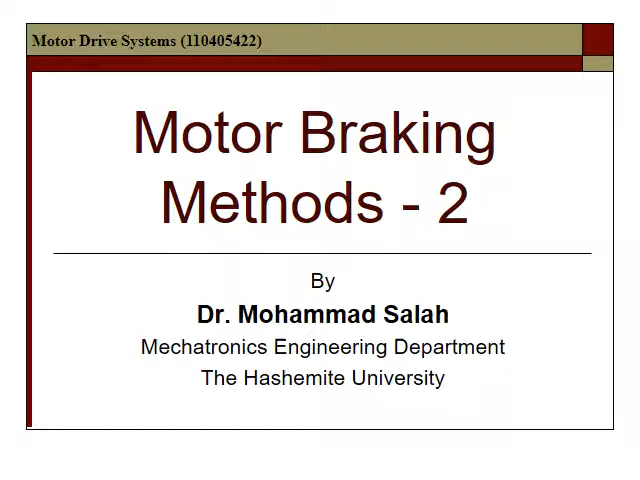 Motor Drive Systems (110405422)
Motor Braking
Methods - 2
By
Dr. Mohammad Salah
Mechatronics Engineering Department
The Hashemite University